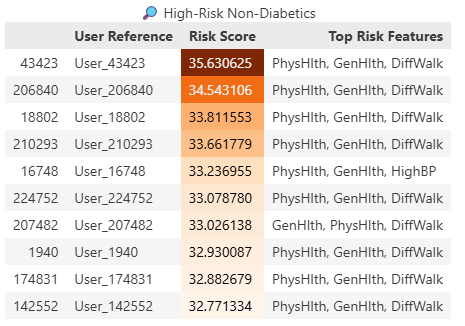 🔎 High-Risk Non-Diabetics
User Reference Risk Score Top Risk Features
43423 User_43423 35.630625 PhysHlth, GenHlth, DiffWalk
206840 User_206840 34.543106 PhysHlth, GenHlth, DiffWalk
18802 User_18802 33.811553 PhysHlth, GenHlth, DiffWalk
210293 User_210293 33.661779 PhysHlth, GenHlth, DiffWalk
16748 User_16748 33.236955 PhysHlth, GenHlth, HighBP
224752 User_224752 33.078780 PhysHlth, GenHlth, DiffWalk
207482 User_207482 33.026138 GenHlth, PhysHlth, DiffWalk
1940 User_1940 32.930087 PhysHlth, GenHlth, DiffWalk
174831 User_174831 32.882679 PhysHlth, GenHlth, DiffWalk
142552 User_142552 32.771334 PhysHlth, GenHlth, DiffWalk